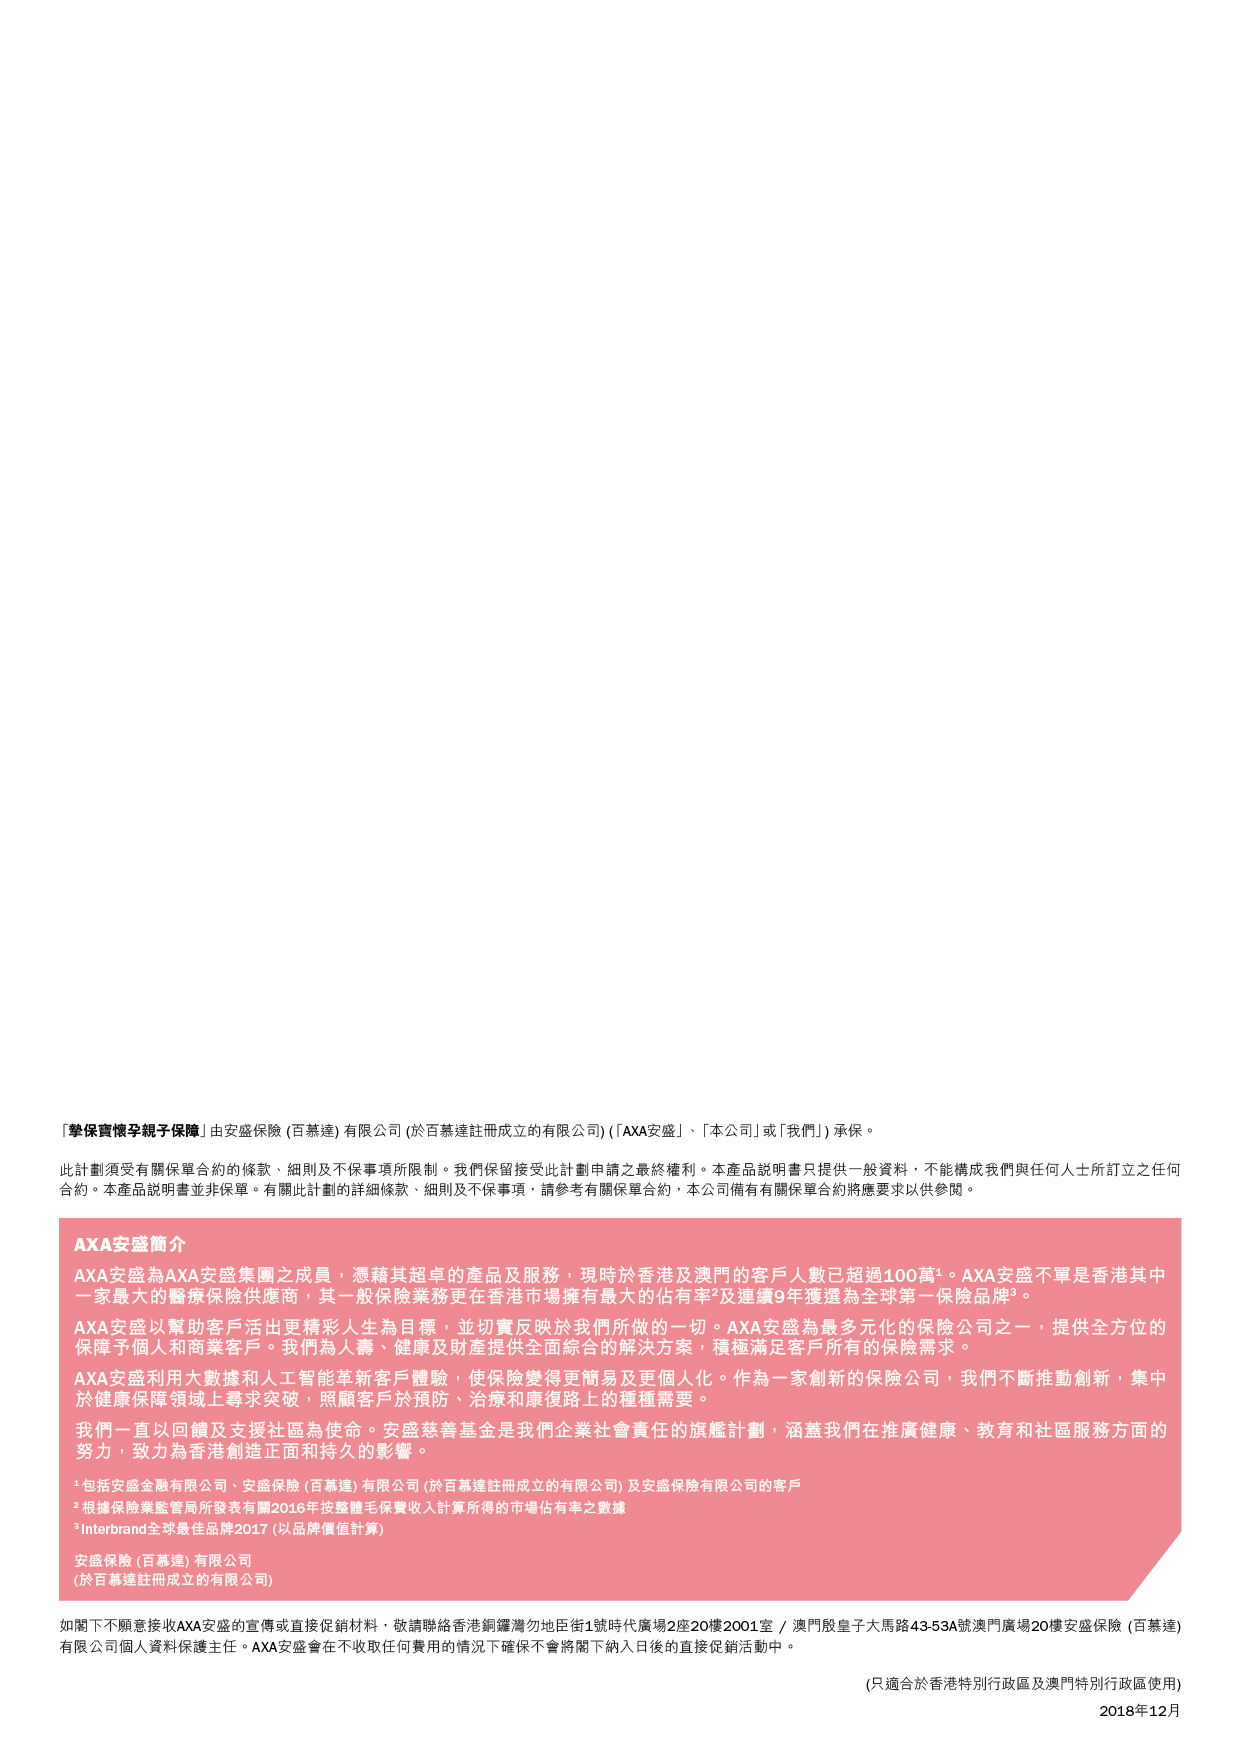 「摯保寶懷孕親子保障」由安盛保險 (百慕達) 有限公司 (於百慕達註冊成立的有限公司) (「AXA安盛」、「本公司」或「我們」) 承保。
此計劃須受有關保單合約的條款、細則及不保事項所限制。我們保留接受此計劃申請之最終權利。本產品說明書只提供一般資料，不能構成我們與任何人士所訂立之任何
合約。本產品說明書並非保單。有關此計劃的詳細條款、細則及不保事項，請參考有關保單合約，本公司備有有關保單合約將應要求以供參閱。
AXA安盛簡介
AXA安盛為AXA安盛集團之成員，憑藉其超卓的產品及服務，現時於香港及澳門的客戶人數已超過100萬¹。AXA安盛不單是香港其中
一家最大的醫療保險供應商，其一般保險業務更在香港市場擁有最大的佔有率²及連續9年獲選為全球第一保險品牌³。
AXA安盛以幫助客戶活出更精彩人生為目標，並切實反映於我們所做的一切。AXA安盛為最多元化的保險公司之一，提供全方位的
保障予個人和商業客戶。我們為人壽、健康及財產提供全面綜合的解決方案，積極滿足客戶所有的保險需求。
AXA安盛利用大數據和人工智能革新客戶體驗，使保險變得更簡易及更個人化。作為一家創新的保險公司，我們不斷推動創新，集中
於健康保障領域上尋求突破，照顧客戶於預防、治療和康復路上的種種需要。
我們一直以回饋及支援社區為使命。安盛慈善基金是我們企業社會責任的旗艦計劃，涵蓋我們在推廣健康、教育和社區服務方面的
努力，致力為香港創造正面和持久的影響。
¹ 包括安盛金融有限公司、安盛保險 (百慕達) 有限公司 (於百慕達註冊成立的有限公司) 及安盛保險有限公司的客戶
² 根據保險業監管局所發表有關2016年按整體毛保費收入計算所得的市場佔有率之數據
³ Interbrand全球最佳品牌2017 (以品牌價值計算)
安盛保險 (百慕達) 有限公司
(於百慕達註冊成立的有限公司)
如閣下不願意接收AXA安盛的宣傳或直接促銷材料，敬請聯絡香港銅鑼灣勿地臣街1號時代廣場2座20樓2001室 / 澳門殷皇子大馬路43-53A號澳門廣場20樓安盛保險 (百慕達)
有限公司個人資料保護主任。AXA安盛會在不收取任何費用的情況下確保不會將閣下納入日後的直接促銷活動中。
(只適合於香港特別行政區及澳門特別行政區使用)
2018年12月